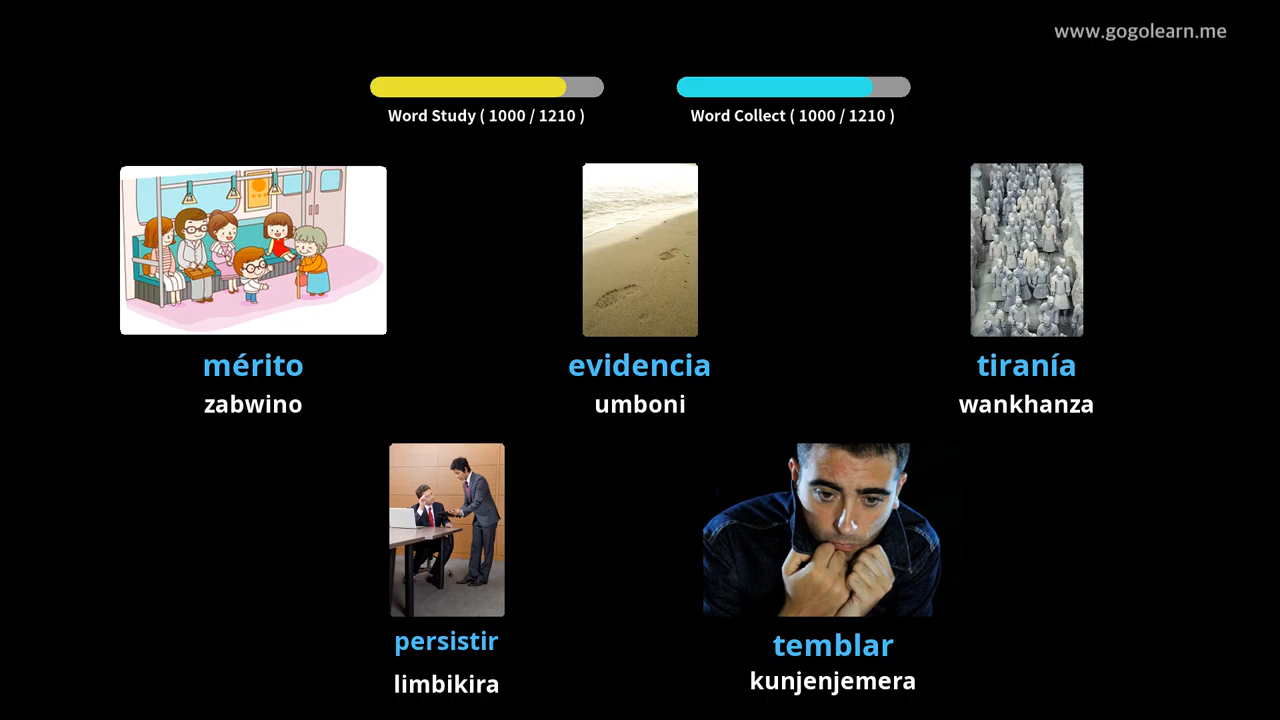 www.gogolearn.me
Word Study ( 1000 / 1210 )
Word Collect ( 1000 / 1210 )
mérito
zabwino
evidencia
umboni
tiranía
wankhanza
persistir
limbikira
temblar
kunjenjemera